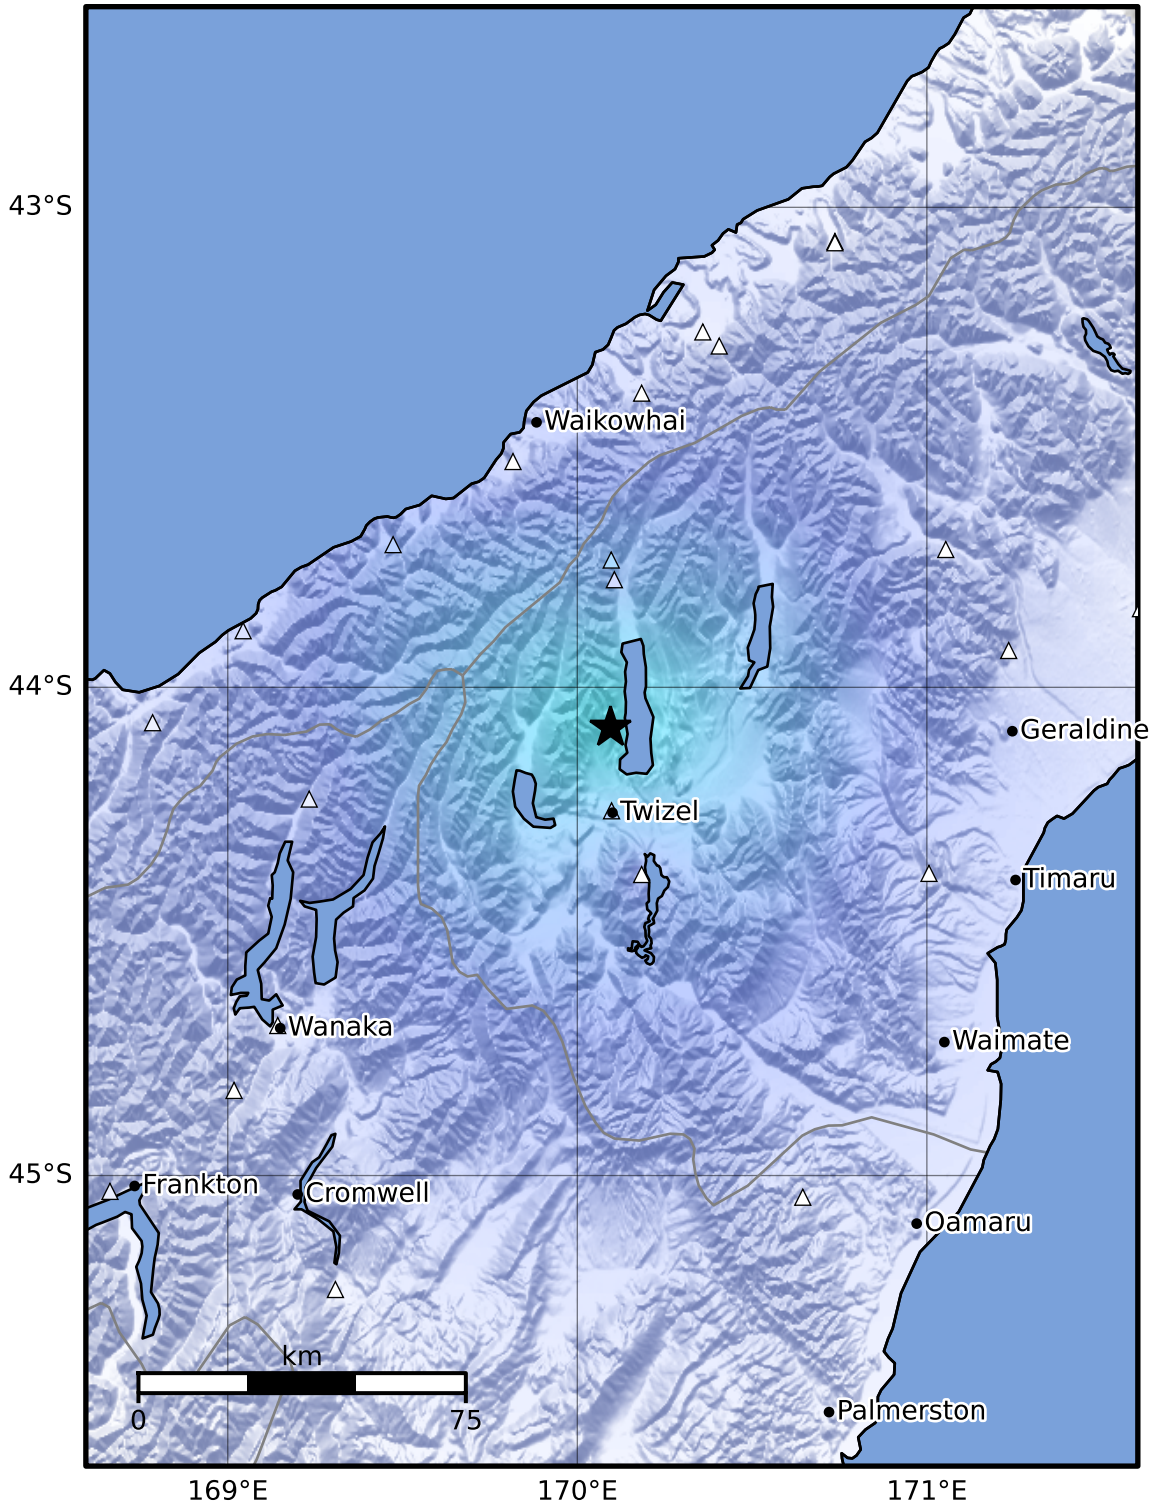 43°S
Waikowhai
44°S
Geraldine
Twizel
Timaru
Wanaka
Waimate
45°S
Frankton
Cromwell
Oamaru
km
0
75
Palmerston
169°E
170°E
171°E